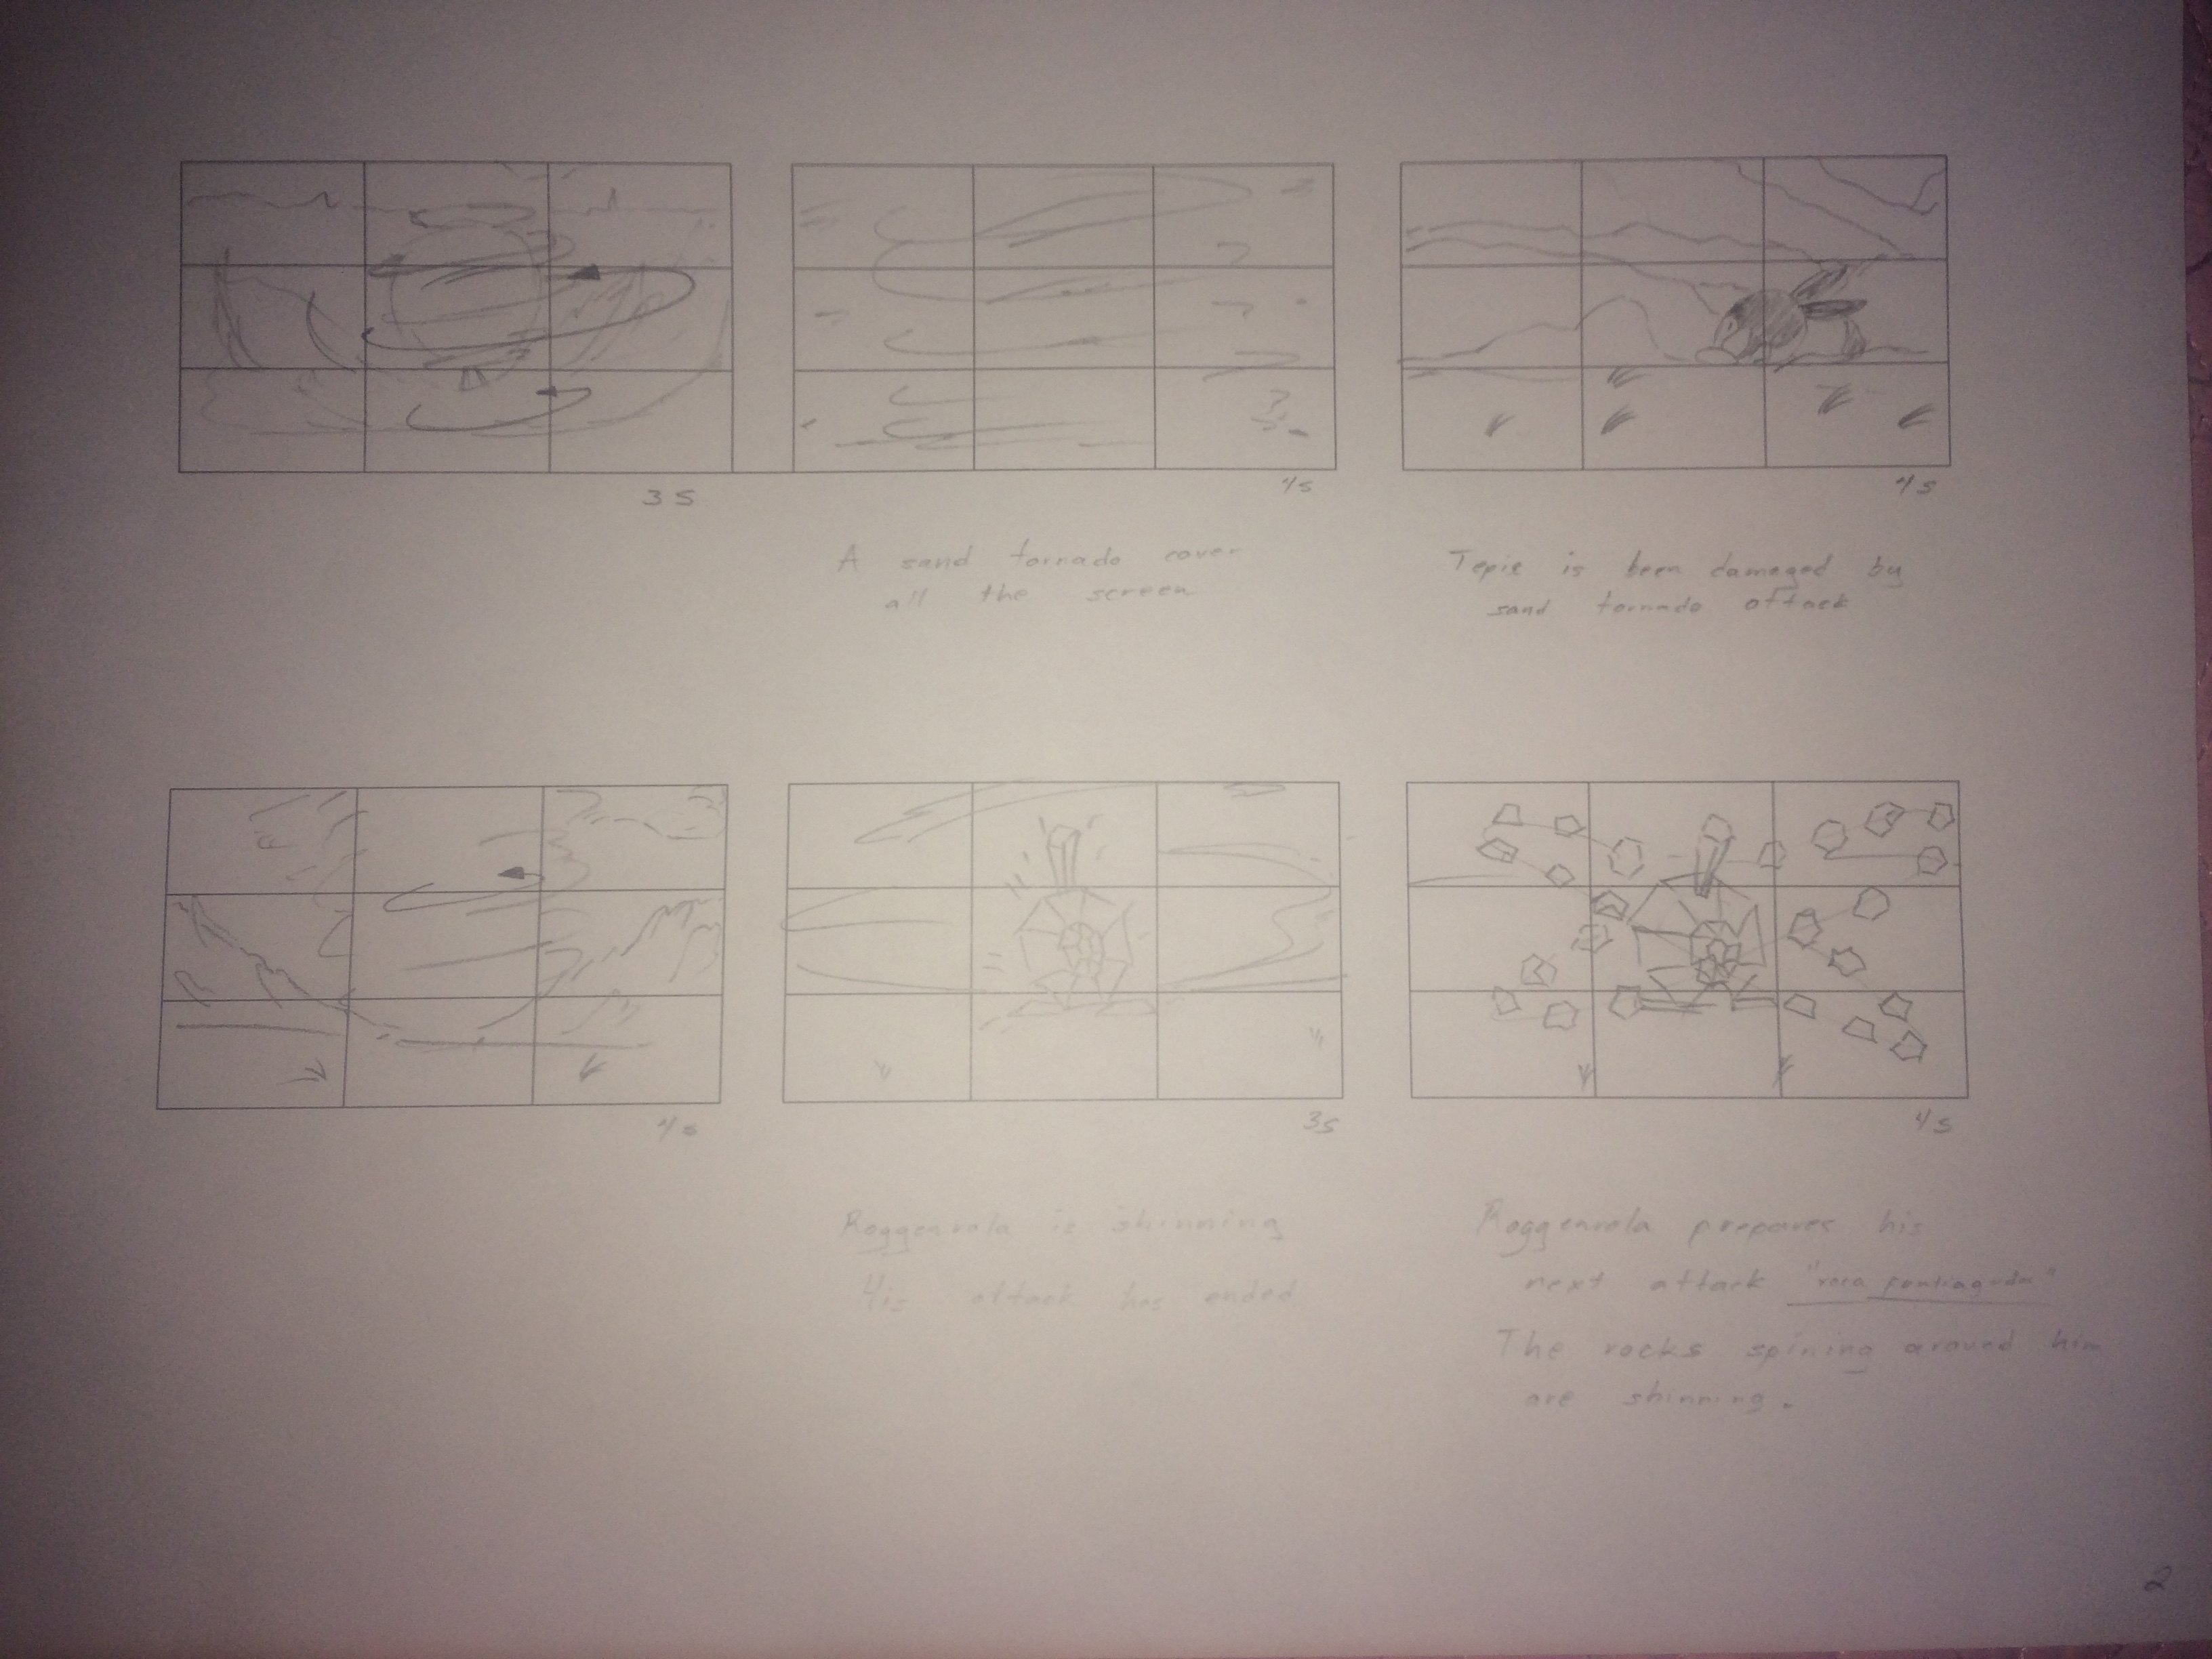 3s
4s
4s
A sand tornado cover
all the screen
Tepig is been damaged by
sand tornado attack
4s
3s
4s
Roggenrola is shinning
His attack has ended
Roggenrola prepares his
next attack "roca puntiaguda"
The rocks spining around him
are shinning.
2